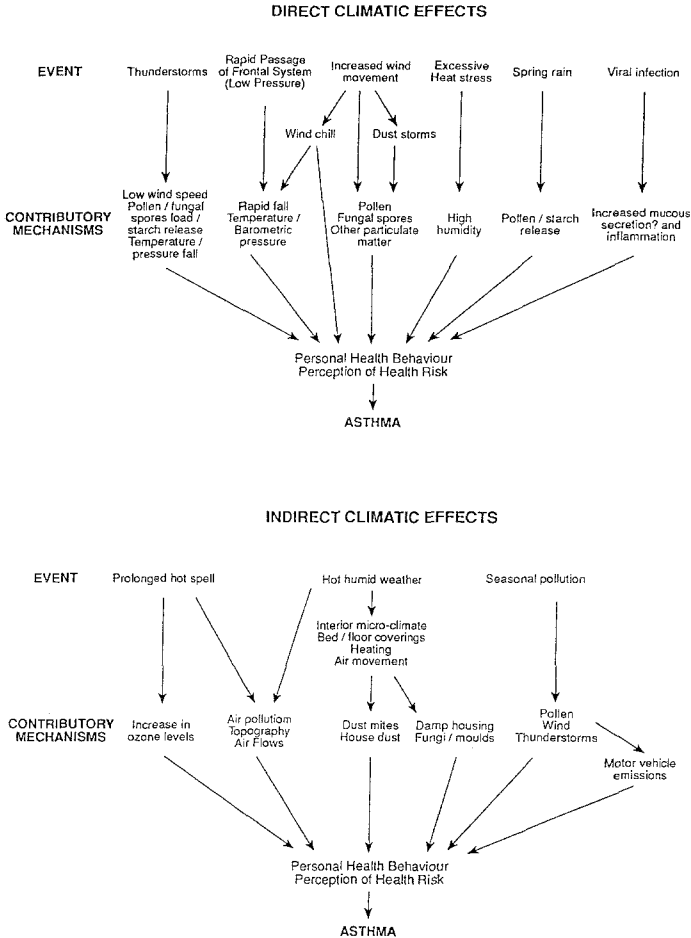 DIRECT CLIMATIC EFFECTS
EVENT
Thunderstorms
Rapid Passage
of Frontal System
(Low Pressure)
Increased wind
movement
Excessive
Heat stress
Spring rain
Viral infection
Wind chill
Dust storms
CONTRIBUTORY
MECHANISMS
Low wind speed
Pollen / fungal
spores load /
starch release
Temperature /
pressure fall
Rapid fall
Temperature /
Barometric
pressure
Pollen
Fungal spores
Other particulate
matter
High
humidity
Pollen / starch
release
Increased mucous
secretion? and
inflammation
Personal Health Behaviour
Perception of Health Risk
ASTHMA
INDIRECT CLIMATIC EFFECTS
EVENT
Prolonged hot spell
Hot humid weather
Seasonal pollution
Interior micro-climate
Bed / floor coverings
Heating
Air movement
CONTRIBUTORY
MECHANISMS
Increase in
ozone levels
Air pollutiom
Topography
Air Flows
Dust mites
House dust
Damp housing
Fungi / moulds
Pollen
Wind
Thunderstorms
Motor vehicle
emissions
Personal Health Behaviour
Perception of Health Risk
ASTHMA